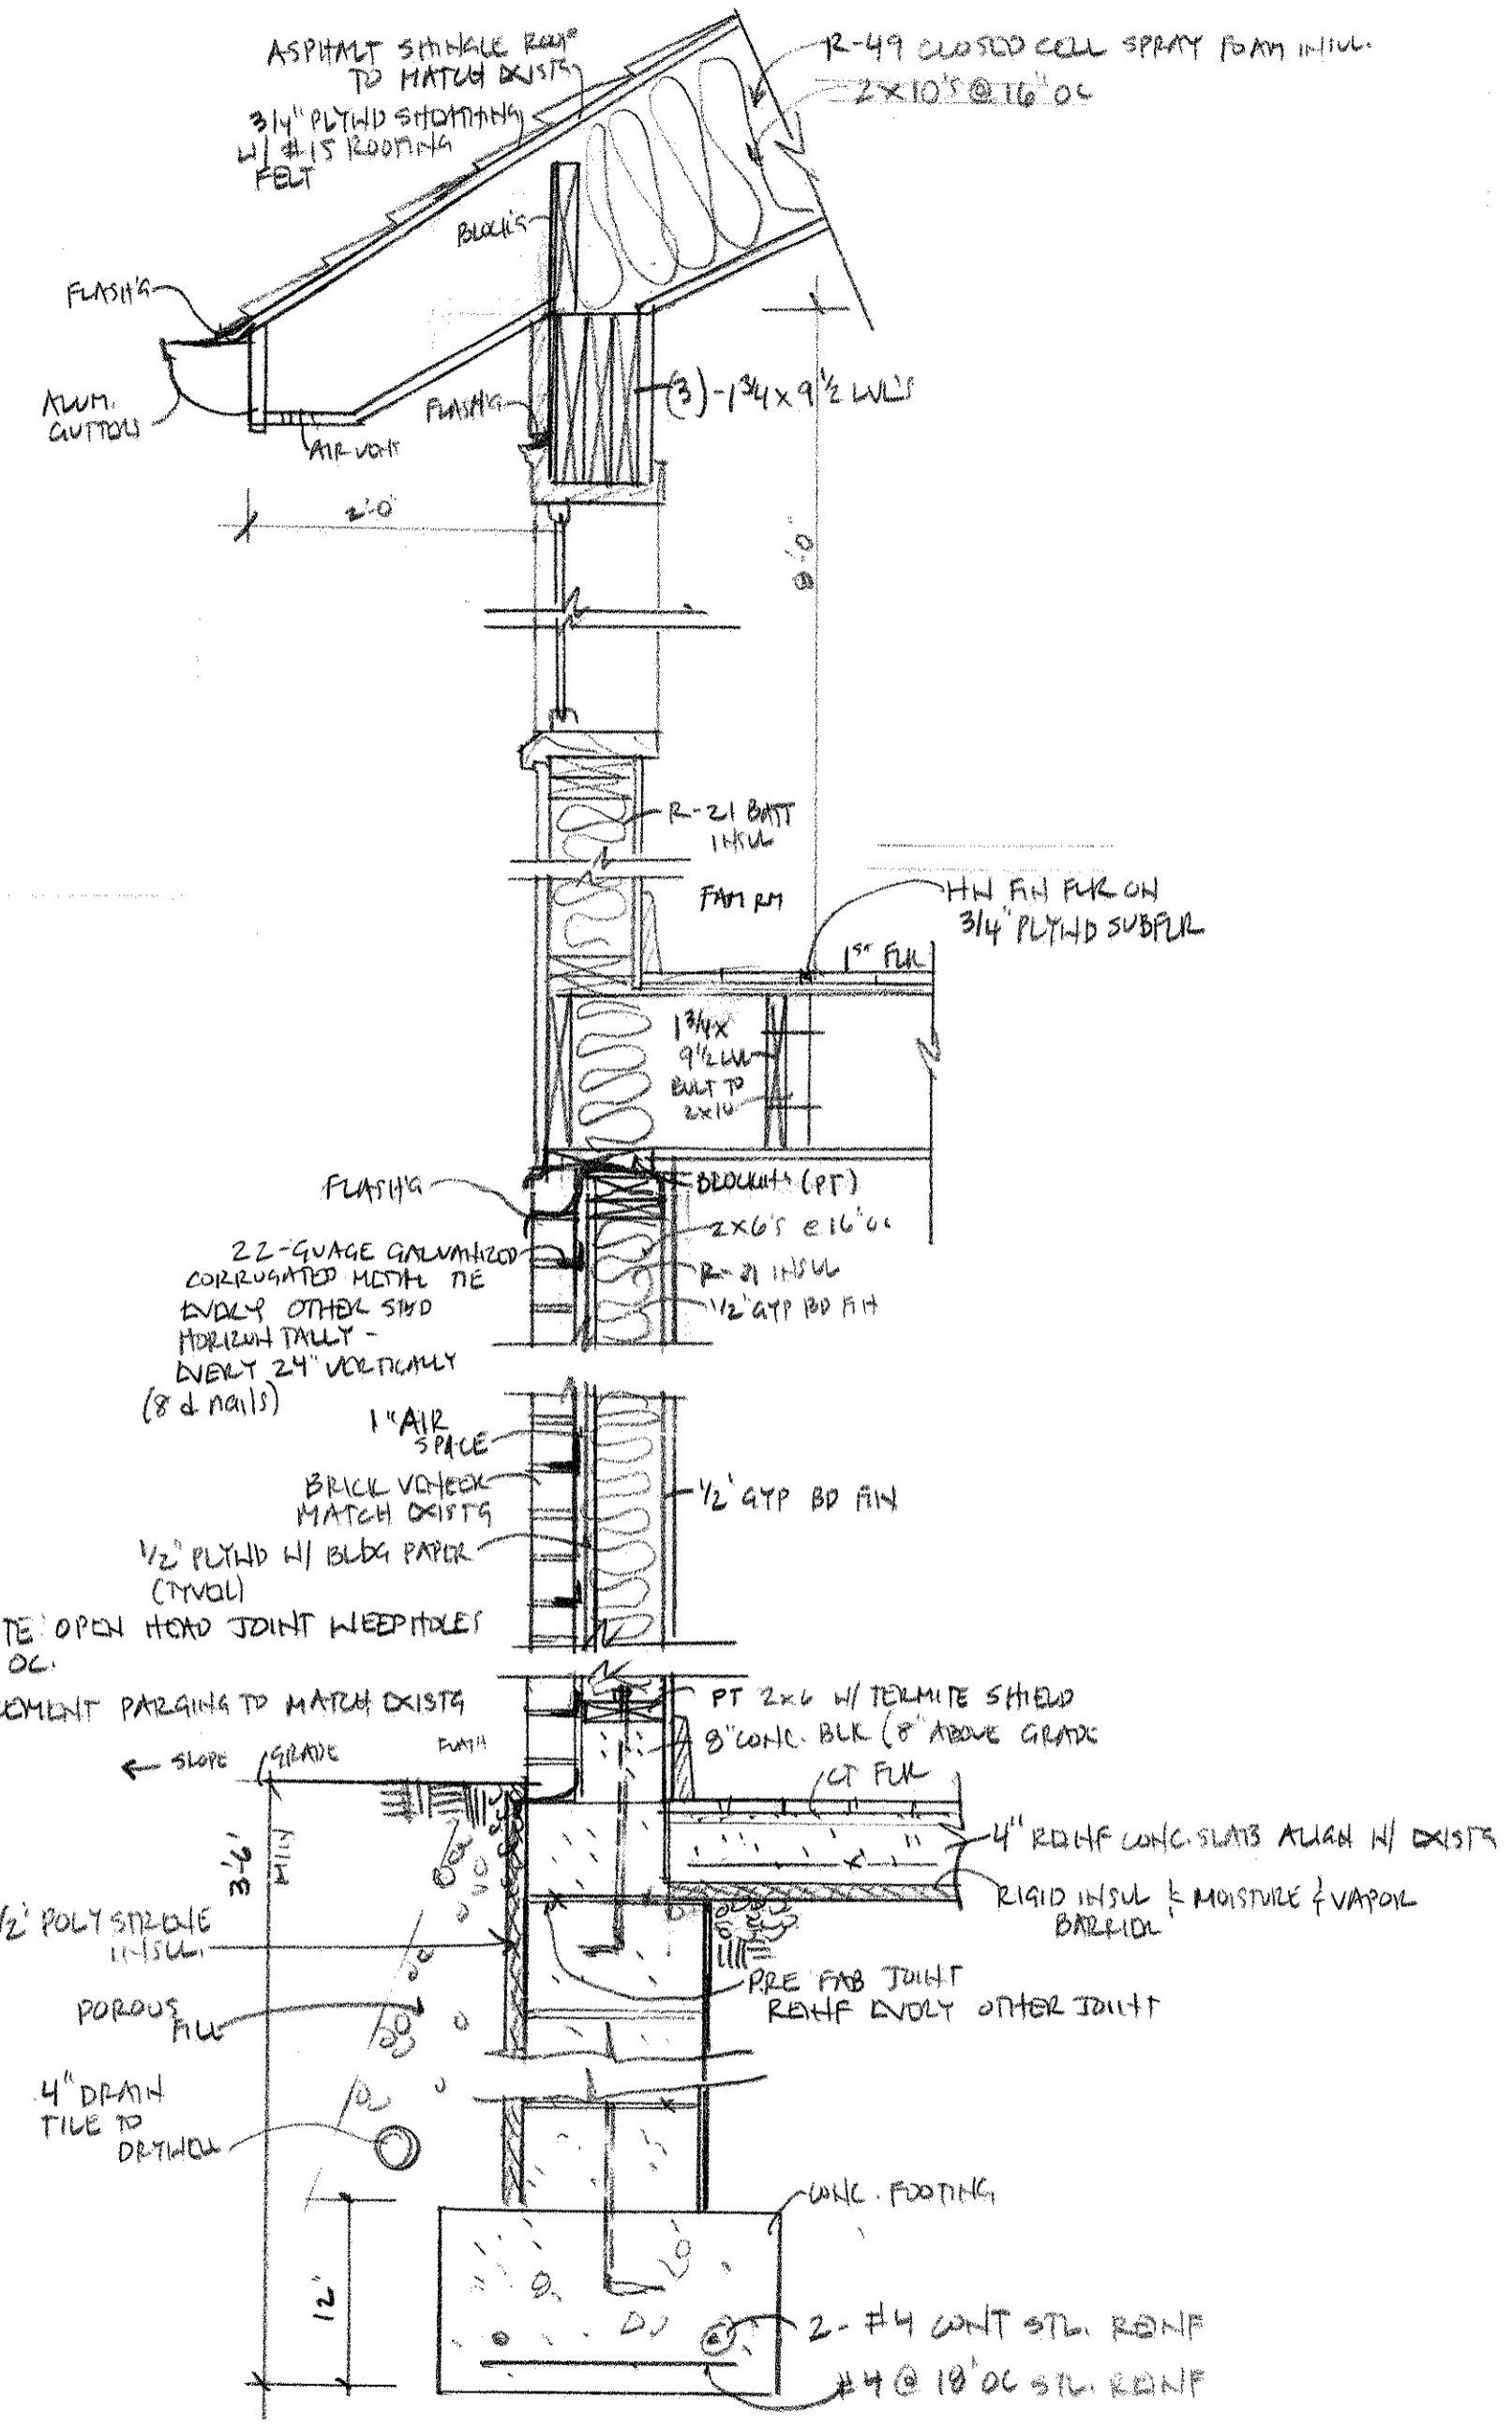 ASPHALT SHINGLE ROOF
TO MATCH EXISTG
3/4" PLYWD SHEATHING
W/ #15 ROOFING
FELT
R-49 CLOSED CELL SPRAY FOAM INSUL.
2X10'S @ 16" OC
BLOCK'G
FLASH'G
ALUM.
GUTTERS
AIR VENT
FLASH'G
(3)-1 3/4 X 9 1/2 LVL'S
2'-0"
R-21 BATT
INSUL
FAM RM
HW FIN FLR ON
3/4" PLYWD SUBFLR
1ST FLR
1 3/4 X
9 1/2 LVL
BOLT TO
2X10
FLASH'G
BLOCKING (PT)
2X6'S @ 16" OC
R-21 INSUL
1/2" GYP BD FIN
22-GUAGE GALVANIZED
CORRUGATED METAL TIE
EVERY OTHER STUD
HORIZONTALLY -
EVERY 24" VERTICALLY
(8 d nails)
1" AIR
SPACE
BRICK VENEER
MATCH EXISTG
1/2" GYP BD FIN
1/2" PLYWD W/ BLDG PAPER
(TYVEK)
TE: OPEN HEAD JOINT WEEPHOLES
OC.
CEMENT PARGING TO MATCH EXISTG
PT 2X6 W/ TERMITE SHIELD
8" CONC. BLK (8" ABOVE GRADE
← SLOPE
GRADE
FLASH
CT FLR
4" REINF CONC. SLAB ALIGN W/ EXISTG
RIGID INSUL & MOISTURE & VAPOR
BARRIER
3'-6"
MIN
/2" POLYSTRENE
INSUL.
PRE FAB JOINT
REINF EVERY OTHER JOINT
POROUS
FILL
4" DRAIN
TILE TO
DRYWELL
CONC. FOOTING
12"
2-#4 CONT STL. REINF
#4 @ 18" OC STL. REINF